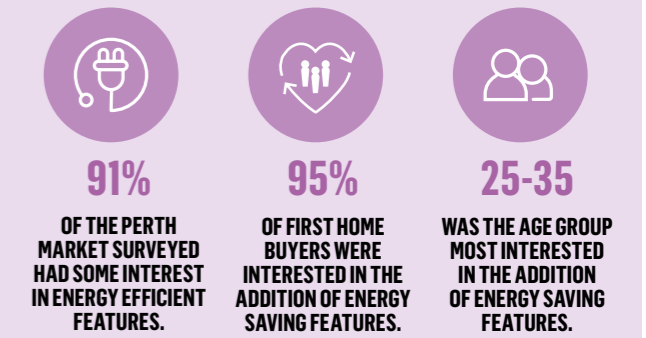 91%
OF THE PERTH
MARKET SURVEYED
HAD SOME INTEREST
IN ENERGY EFFICIENT
FEATURES.
95%
OF FIRST HOME
BUYERS WERE
INTERESTED IN THE
ADDITION OF ENERGY
SAVING FEATURES.
25-35
WAS THE AGE GROUP
MOST INTERESTED
IN THE ADDITION
OF ENERGY SAVING
FEATURES.